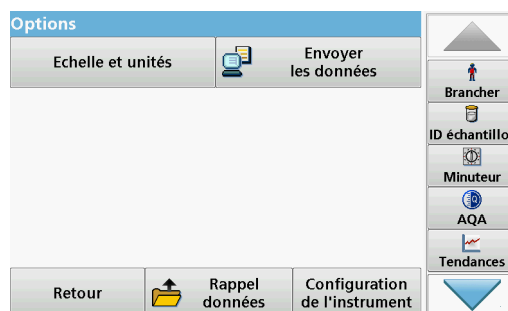 Options
Echelle et unités
Envoyer
les données
Brancher
ID échantillo
Minuteur
AQA
Tendances
Retour
Rappel
données
Configuration
de l'instrument